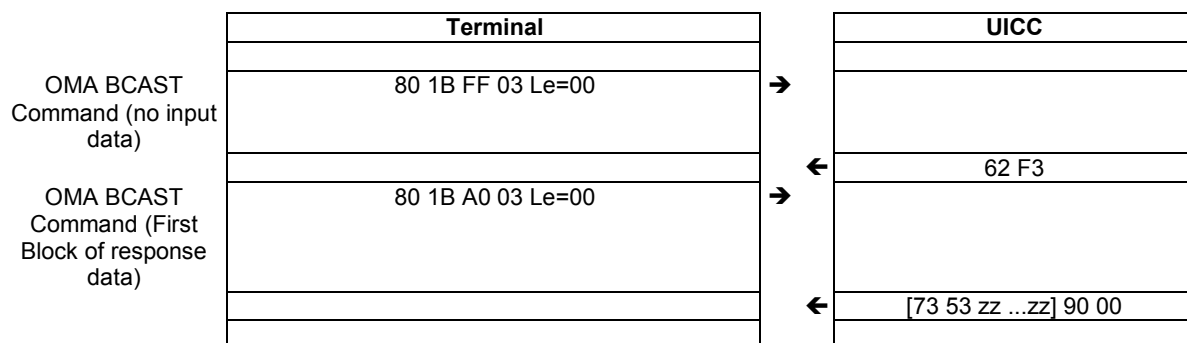 Terminal UICC
OMA BCAST 80 1B FF 03 Le=00 ➔
Command (no input
data)
🡸 62 F3
OMA BCAST 80 1B A0 03 Le=00 ➔
Command (First
Block of response
data)
🡸 [73 53 zz ...zz] 90 00